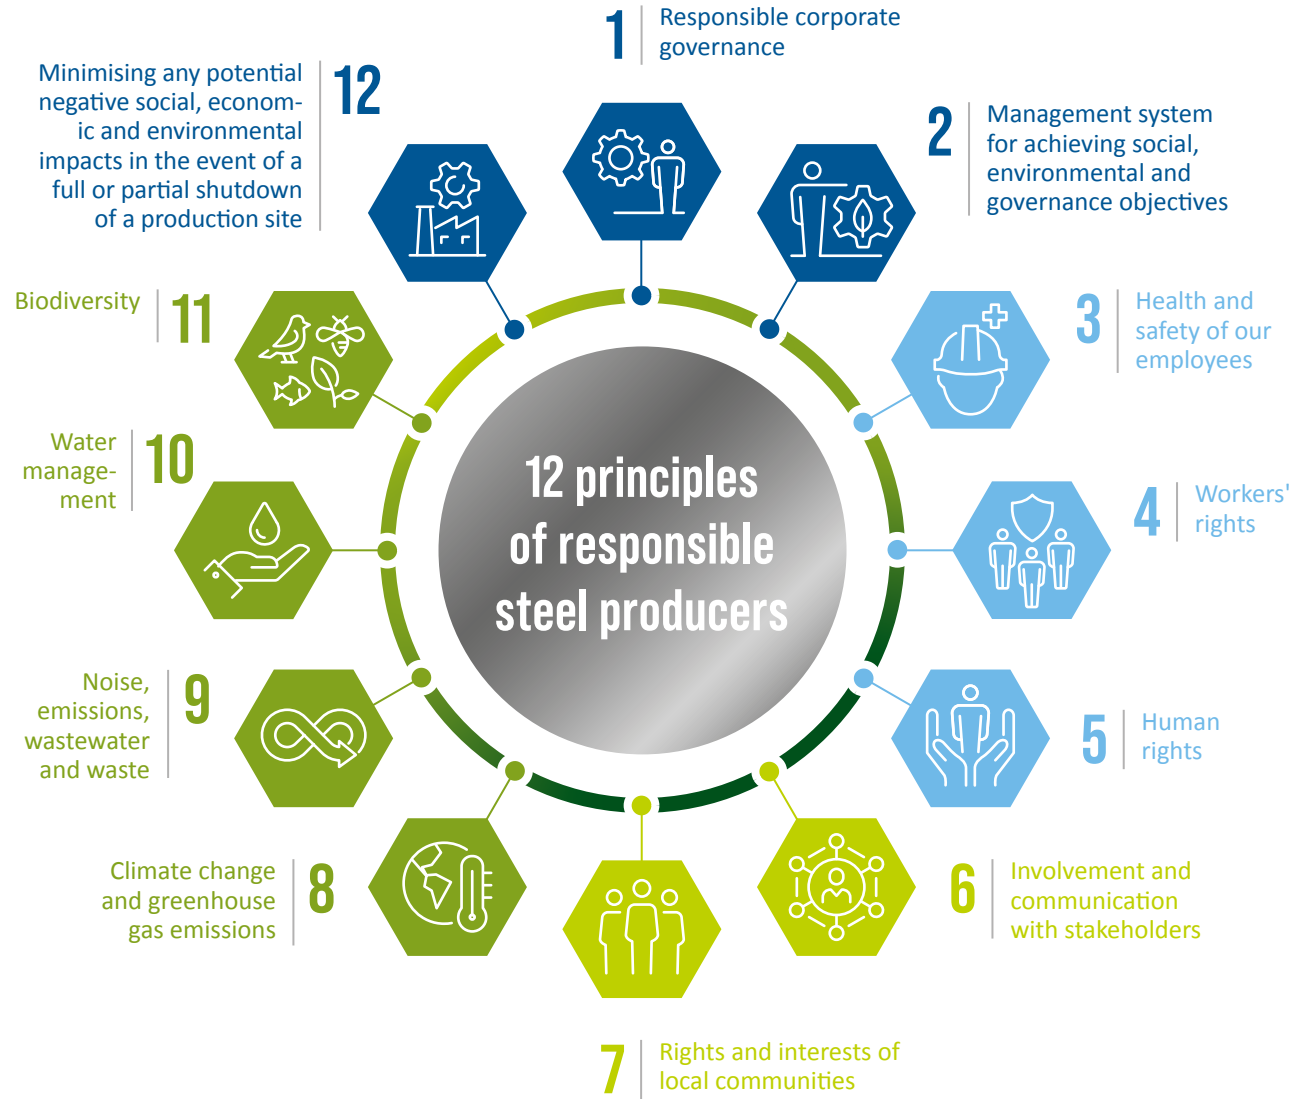 1
Responsible corporate
governance
2
Management system
for achieving social,
environmental and
governance objectives
3
Health and
safety of our
employees
4
Workers'
rights
5
Human
rights
6
Involvement and
communication
with stakeholders
7
Rights and interests of
local communities
8
Climate change
and greenhouse
gas emissions
9
Noise,
emissions,
wastewater
and waste
10
Water
manage-
ment
11
Biodiversity
12
Minimising any potential
negative social, econom-
ic and environmental
impacts in the event of a
full or partial shutdown
of a production site
12 principles
of responsible
steel producers